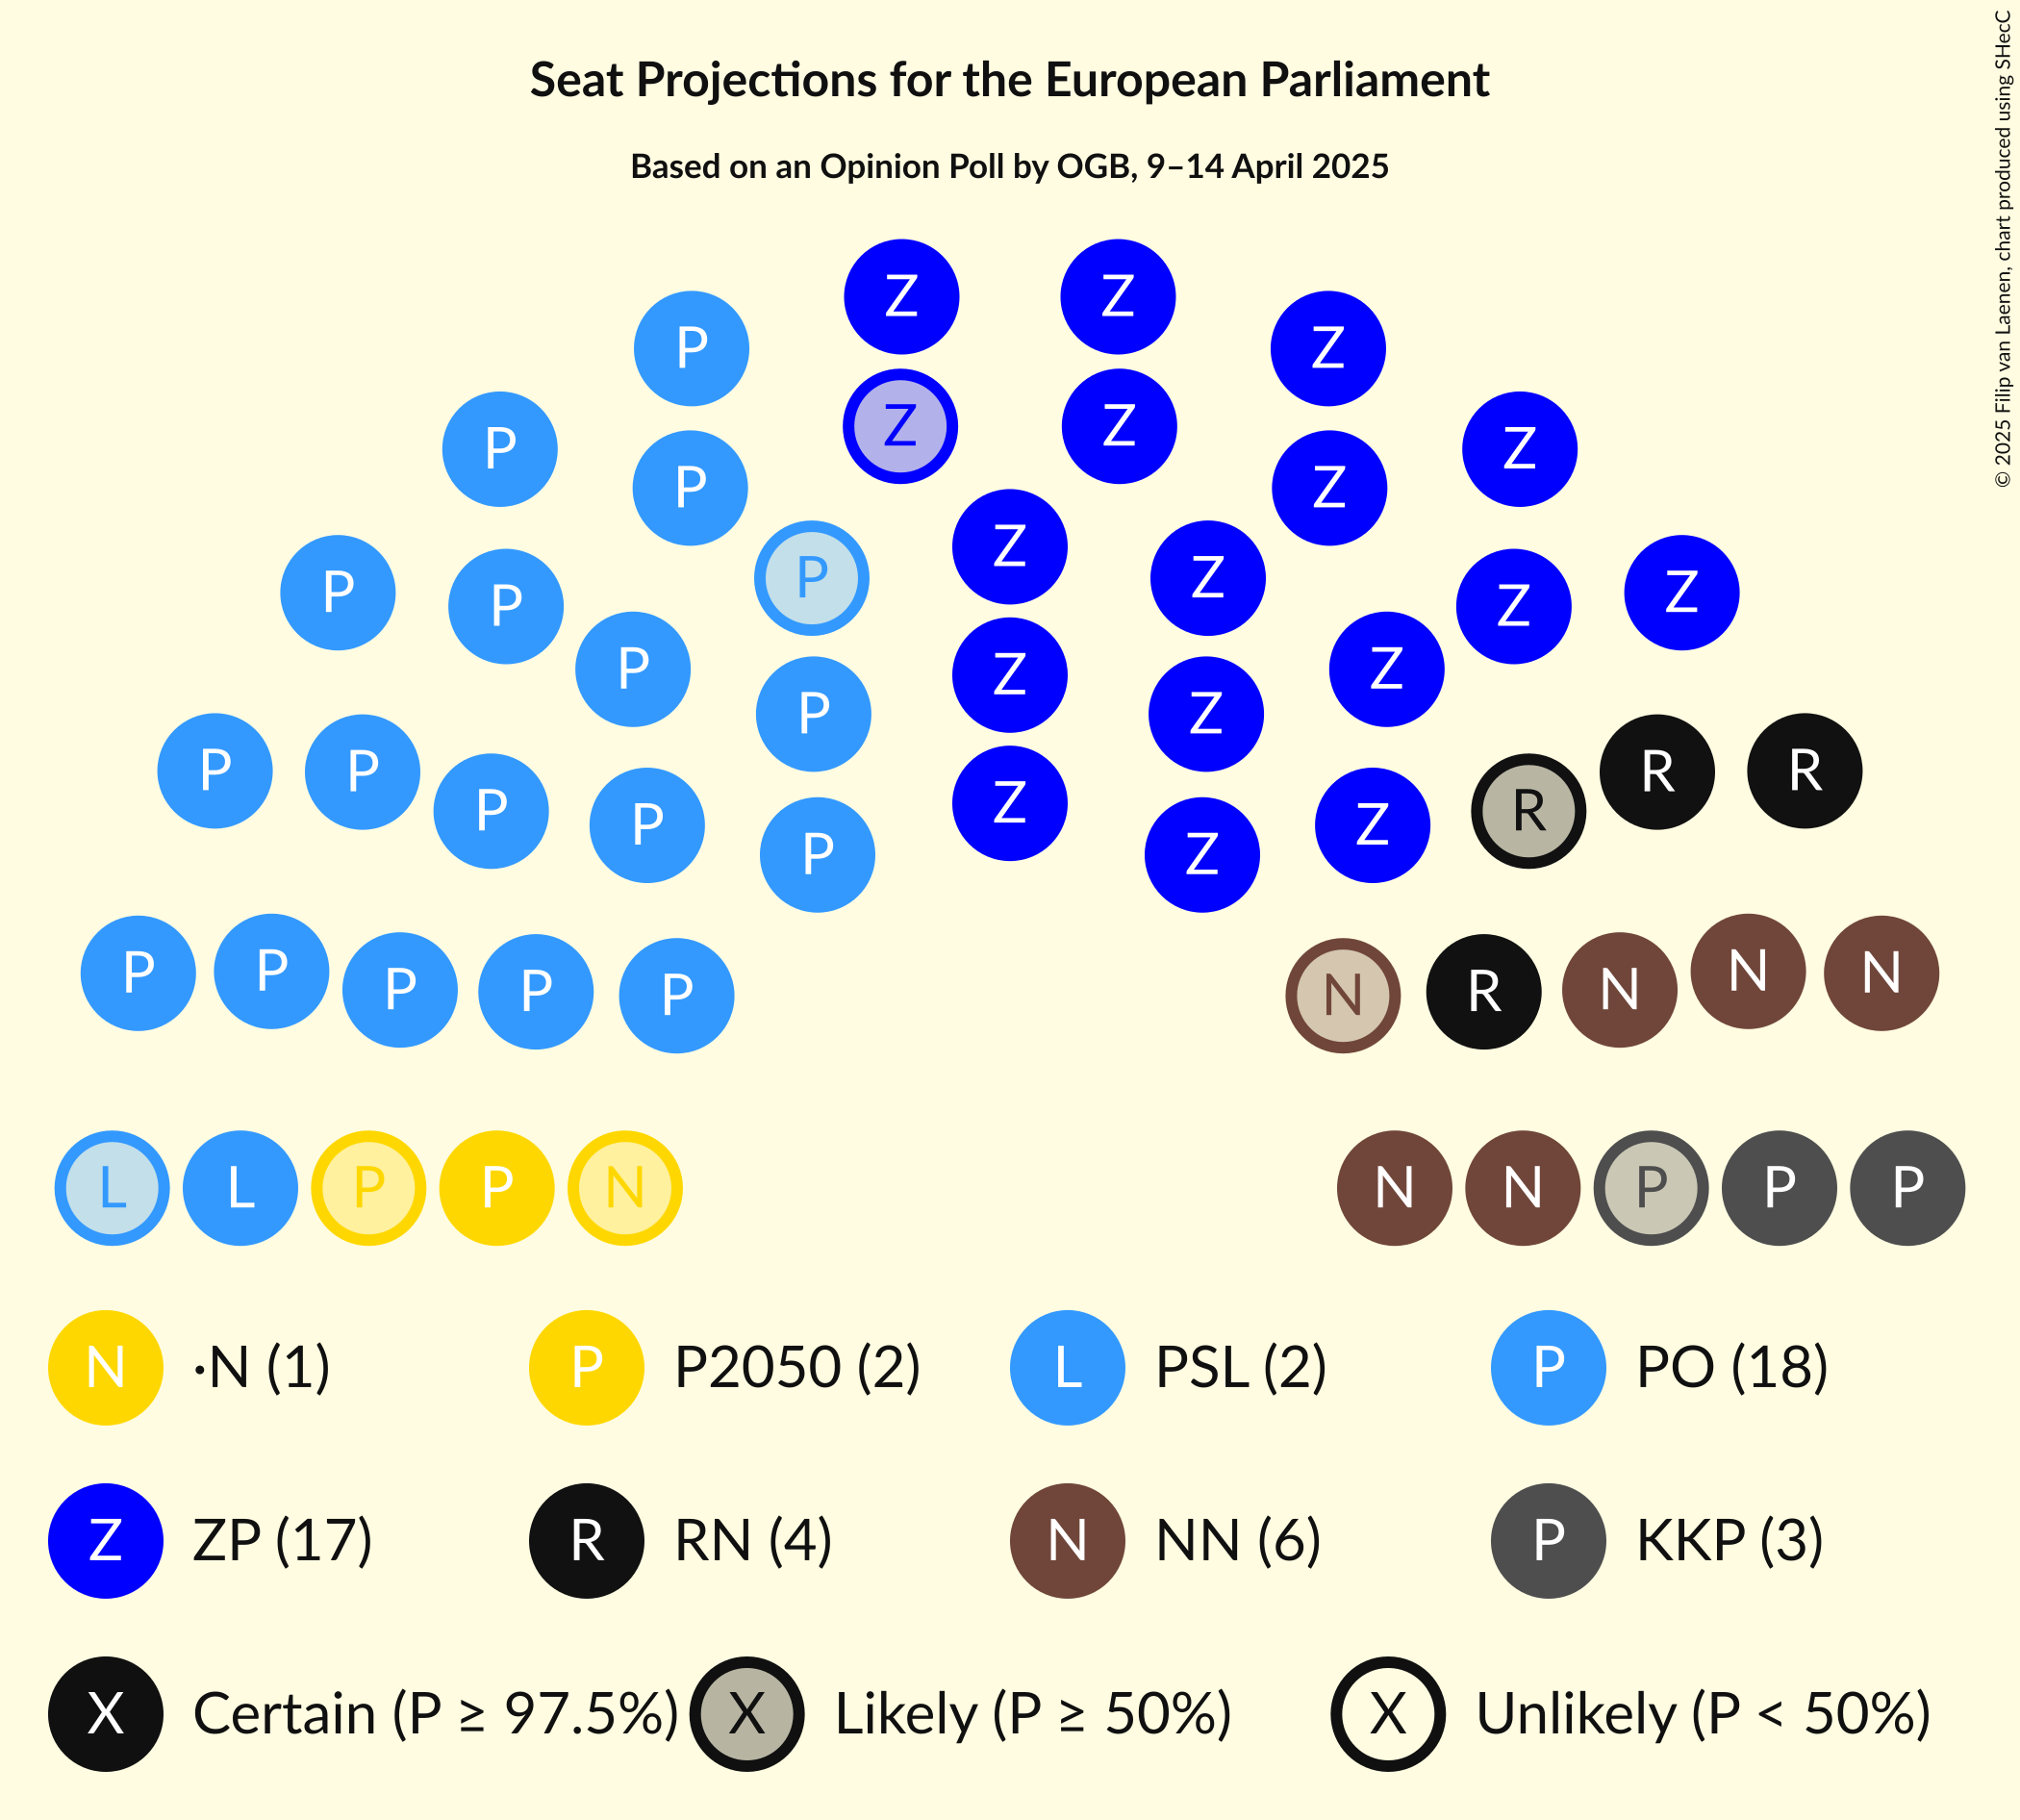 Seat Projections for the European Parliament
Based on an Opinion Poll by OGB, 9–14 April 2025
© 2025 Filip van Laenen, chart produced using SHecC
Z Z
P Z
Z Z
P Z
P Z
P Z
P Z Z
P P Z Z
P Z
P Z
P Z
P P R R
P R
P Z
P Z
P P N N
P P P N R N
L L P P N N N P P P
N ·N (1) P P2050 (2) L PSL (2) P PO (18)
Z ZP (17) R RN (4) N NN (6) P KKP (3)
X Certain (P ≥ 97.5%) X Likely (P ≥ 50%) X Unlikely (P < 50%)